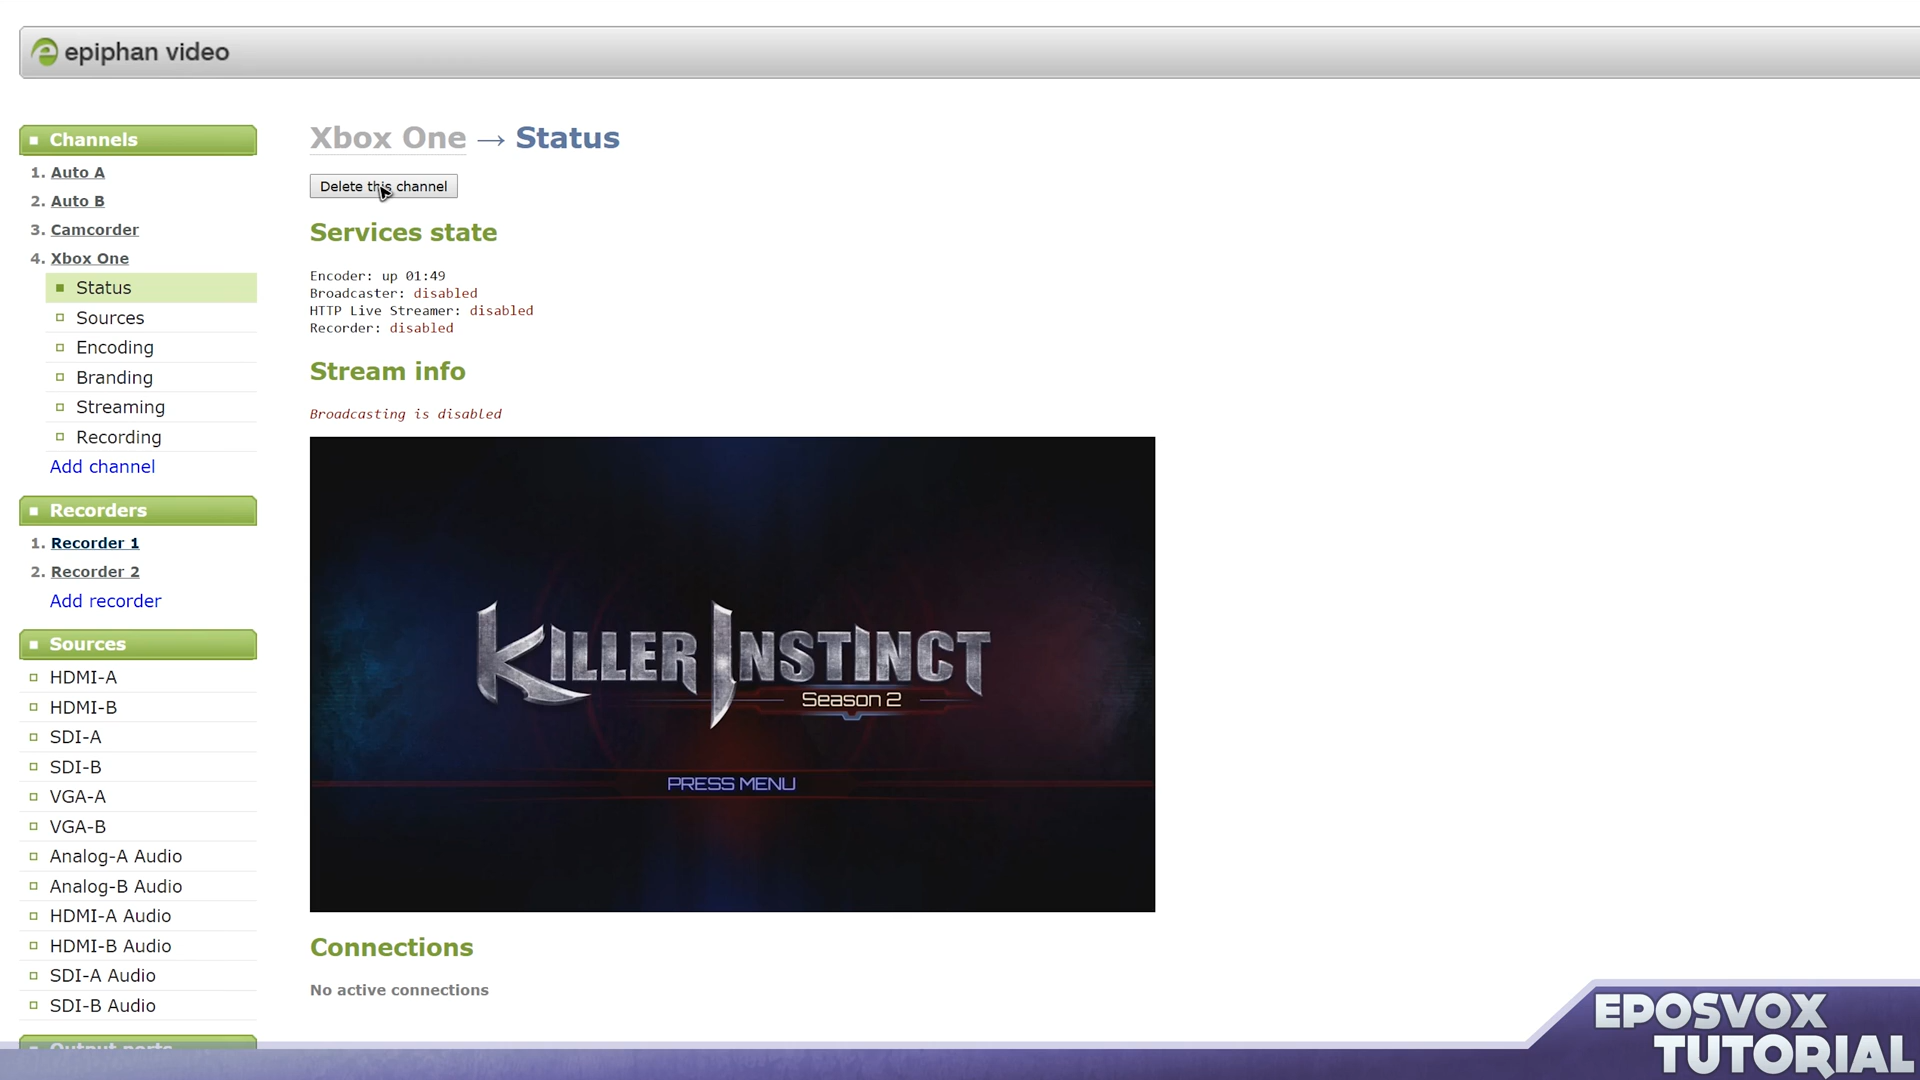 epiphan video
Channels
1. Auto A
2. Auto B
3. Camcorder
4. Xbox One
Status
Sources
Encoding
Branding
Streaming
Recording
Add channel
Recorders
1. Recorder 1
2. Recorder 2
Add recorder
Sources
HDMI-A
HDMI-B
SDI-A
SDI-B
VGA-A
VGA-B
Analog-A Audio
Analog-B Audio
HDMI-A Audio
HDMI-B Audio
SDI-A Audio
SDI-B Audio
Output ports
Xbox One → Status
Delete this channel
Services state
Encoder: up 01:49
Broadcaster: disabled
HTTP Live Streamer: disabled
Recorder: disabled
Stream info
Broadcasting is disabled
KILLER INSTINCT
Season 2
PRESS MENU
Connections
No active connections
EPOSVOX
TUTORIAL